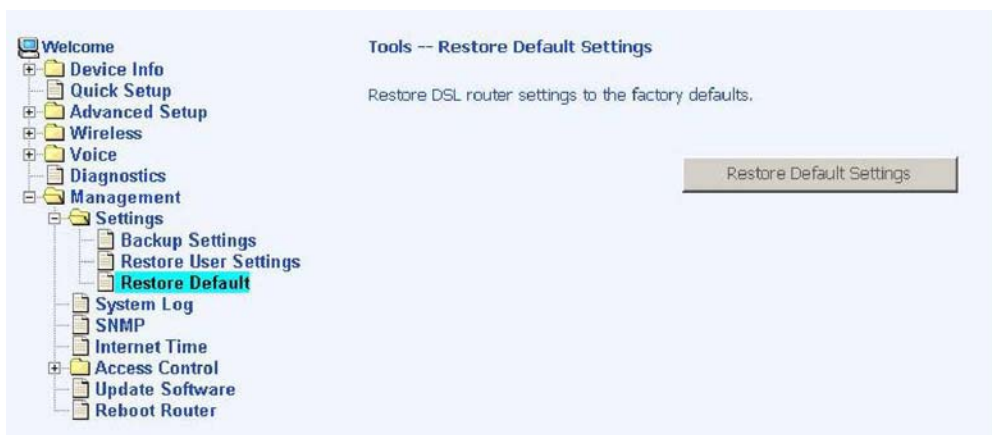 Welcome
Device Info
Quick Setup
Advanced Setup
Wireless
Voice
Diagnostics
Management
Settings
Backup Settings
Restore User Settings
Restore Default
System Log
SNMP
Internet Time
Access Control
Update Software
Reboot Router
Tools -- Restore Default Settings
Restore DSL router settings to the factory defaults.
Restore Default Settings